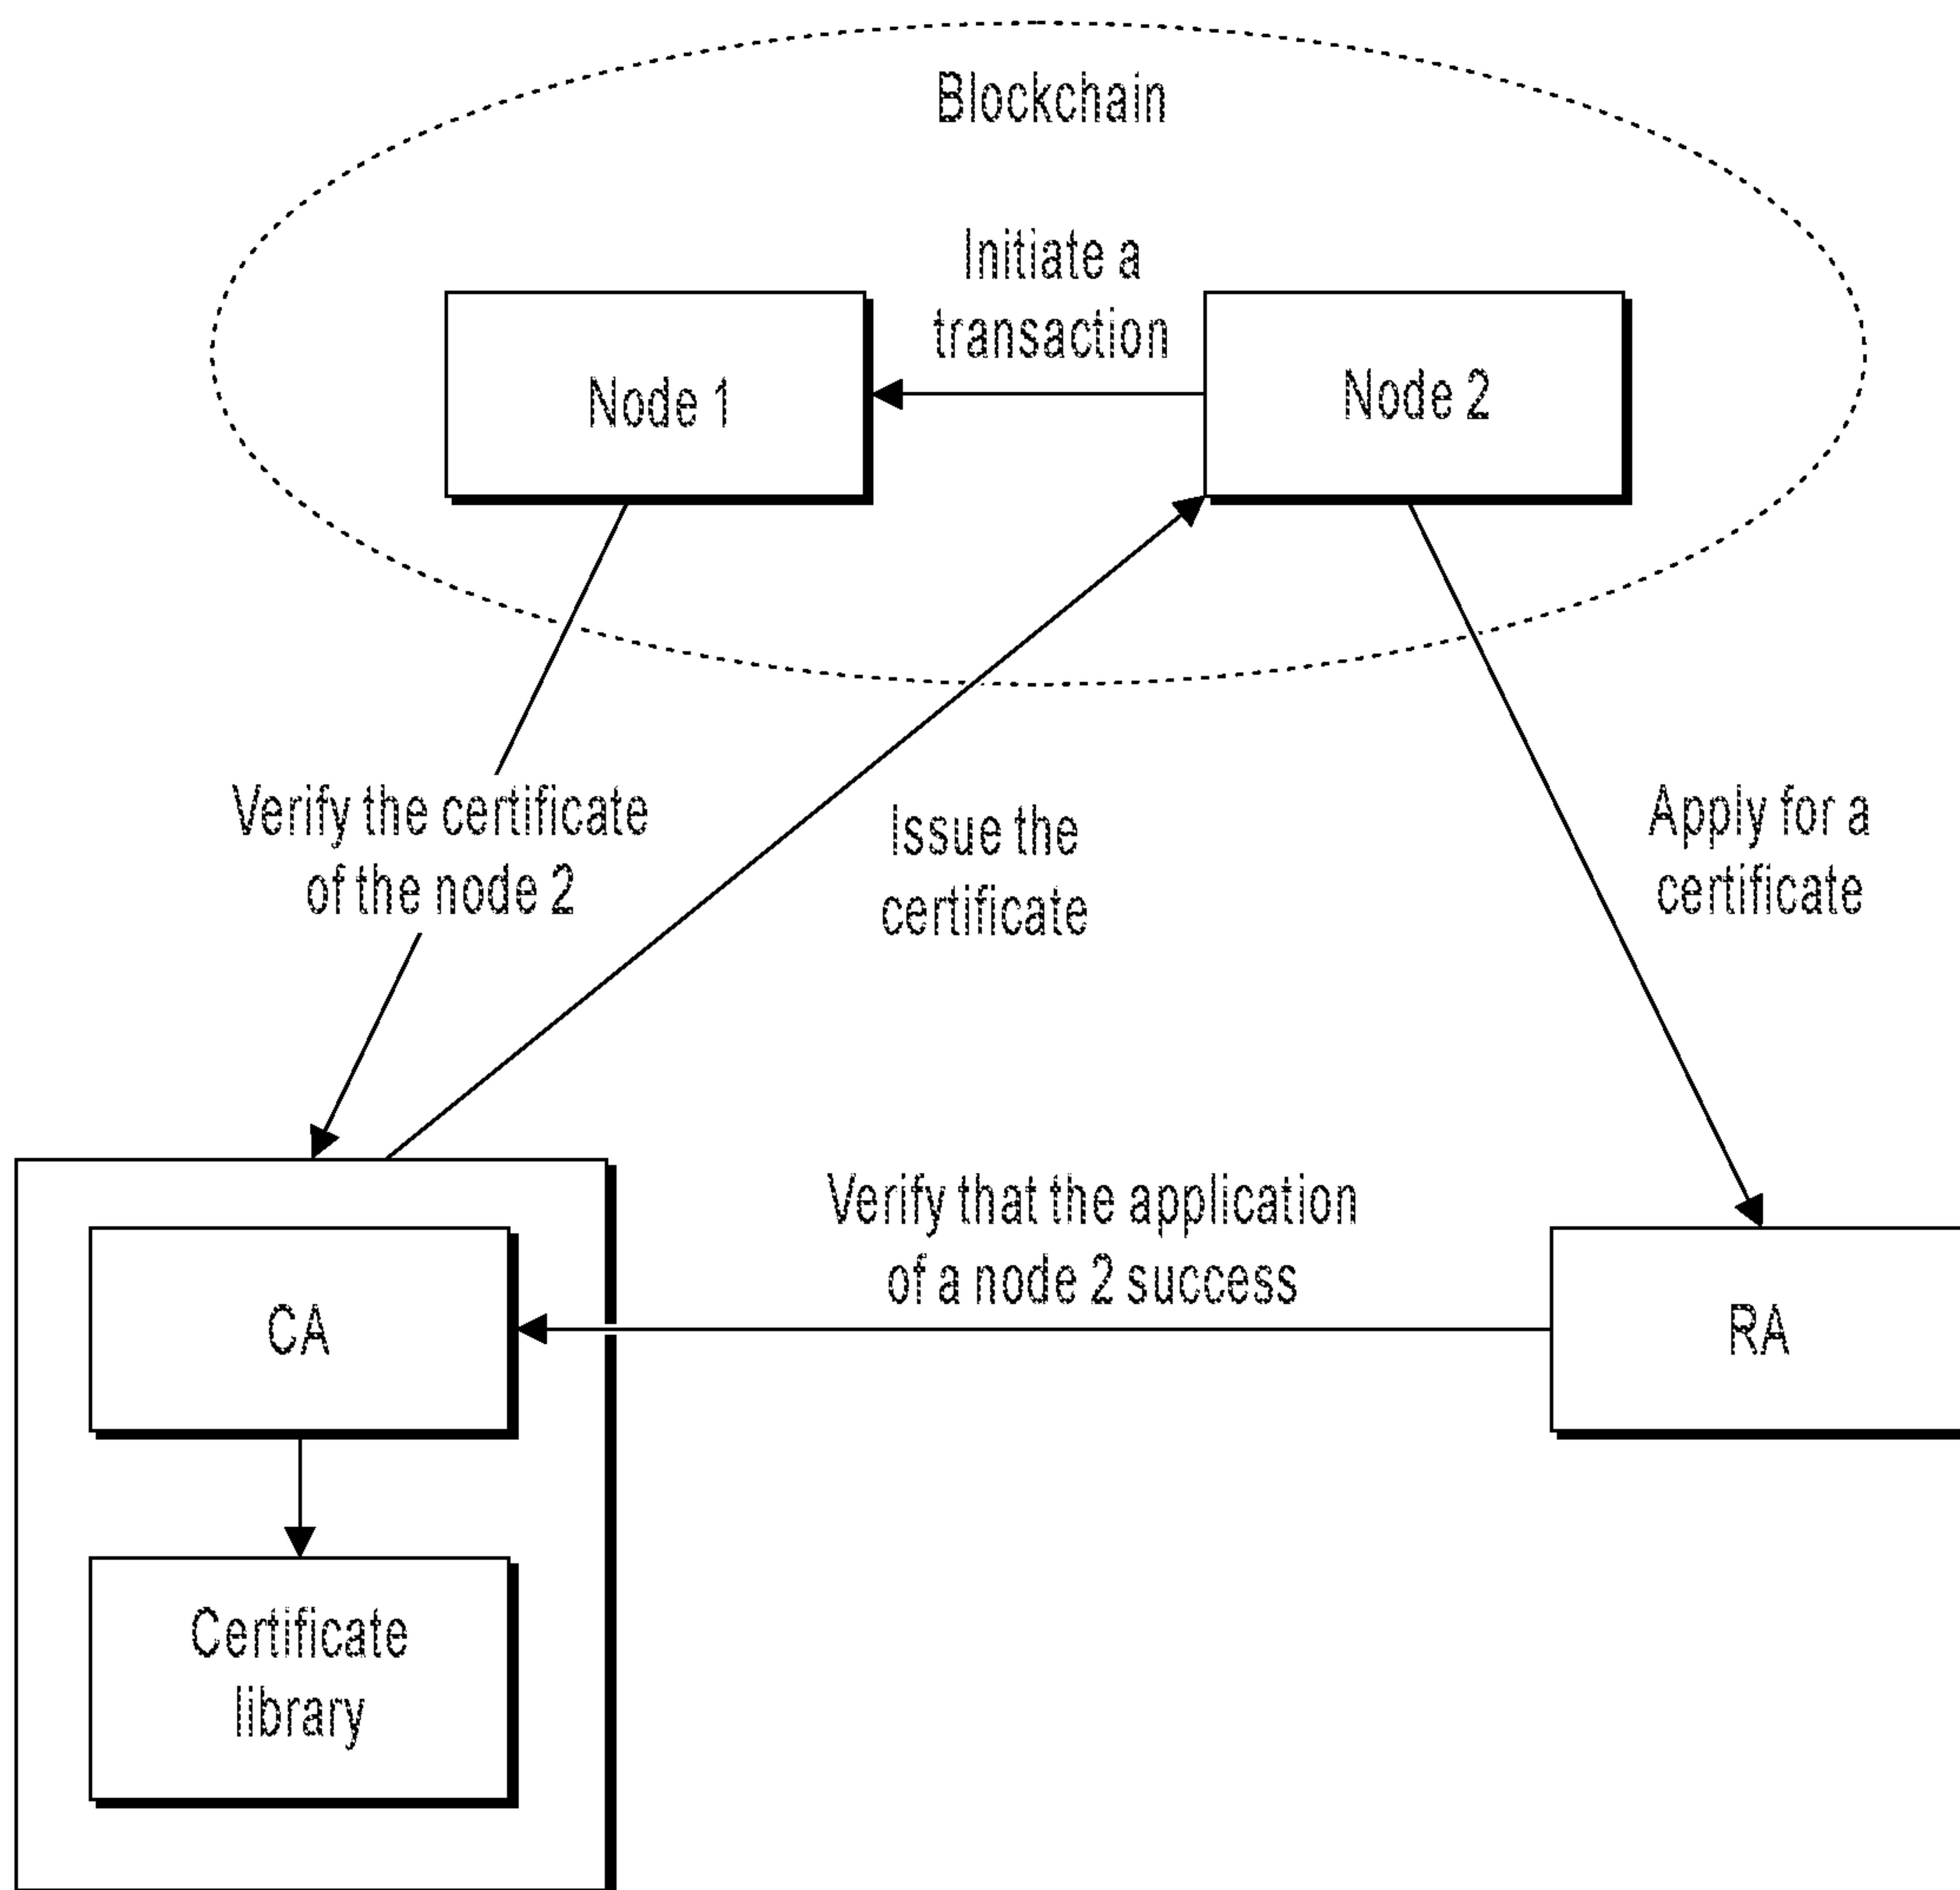 Blockchain
Initiate a
transaction
Node 1
Node 2
Verify the certificate
of the node 2
Issue the
certificate
Apply for a
certificate
Verify that the application
of a node 2 success
CA
RA
Certificate
library